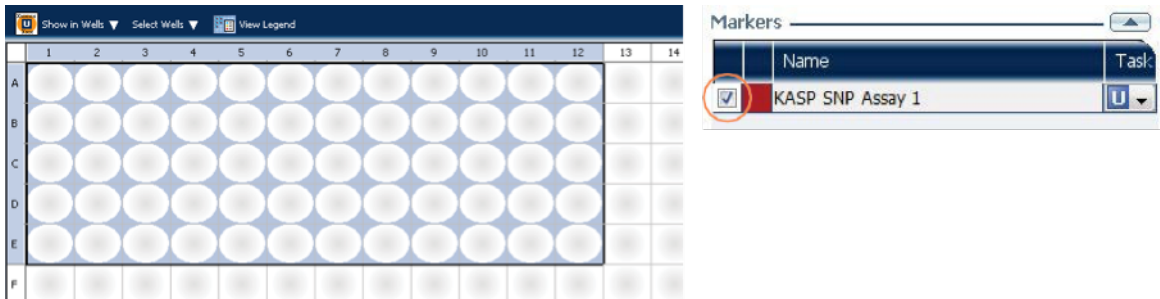 U Show in Wells ▼ Select Wells ▼ View Legend
1 2 3 4 5 6 7 8 9 10 11 12 13 14
A
B
C
D
E
F
Markers
Name Task
KASP SNP Assay 1 U